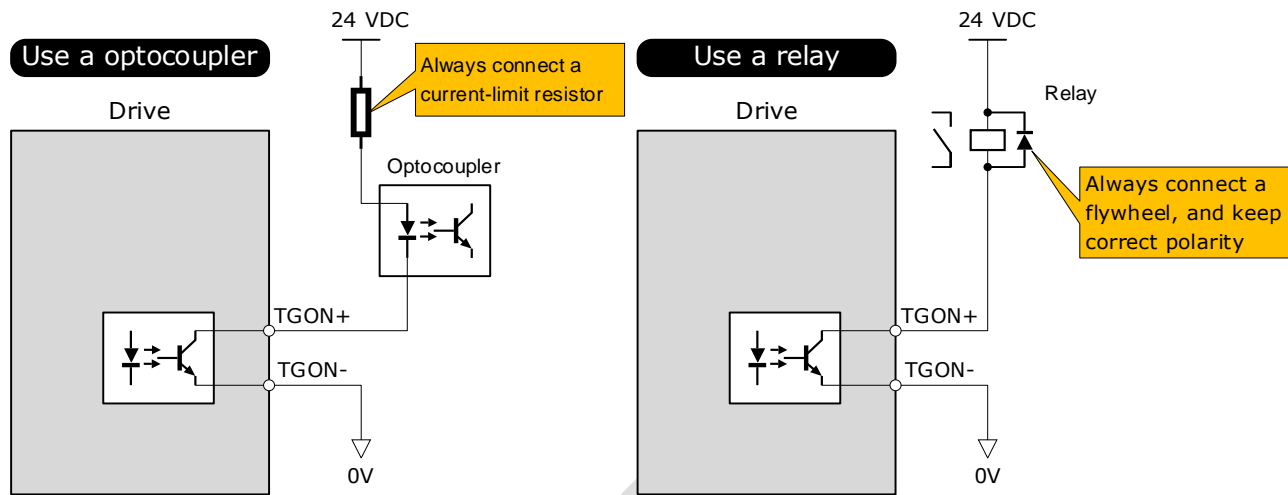 24 VDC
Use a optocoupler
Always connect a
current-limit resistor
Drive
Optocoupler
TGON+
TGON-
0V
24 VDC
Use a relay
Relay
Drive
Always connect a
flywheel, and keep
correct polarity
TGON+
TGON-
0V